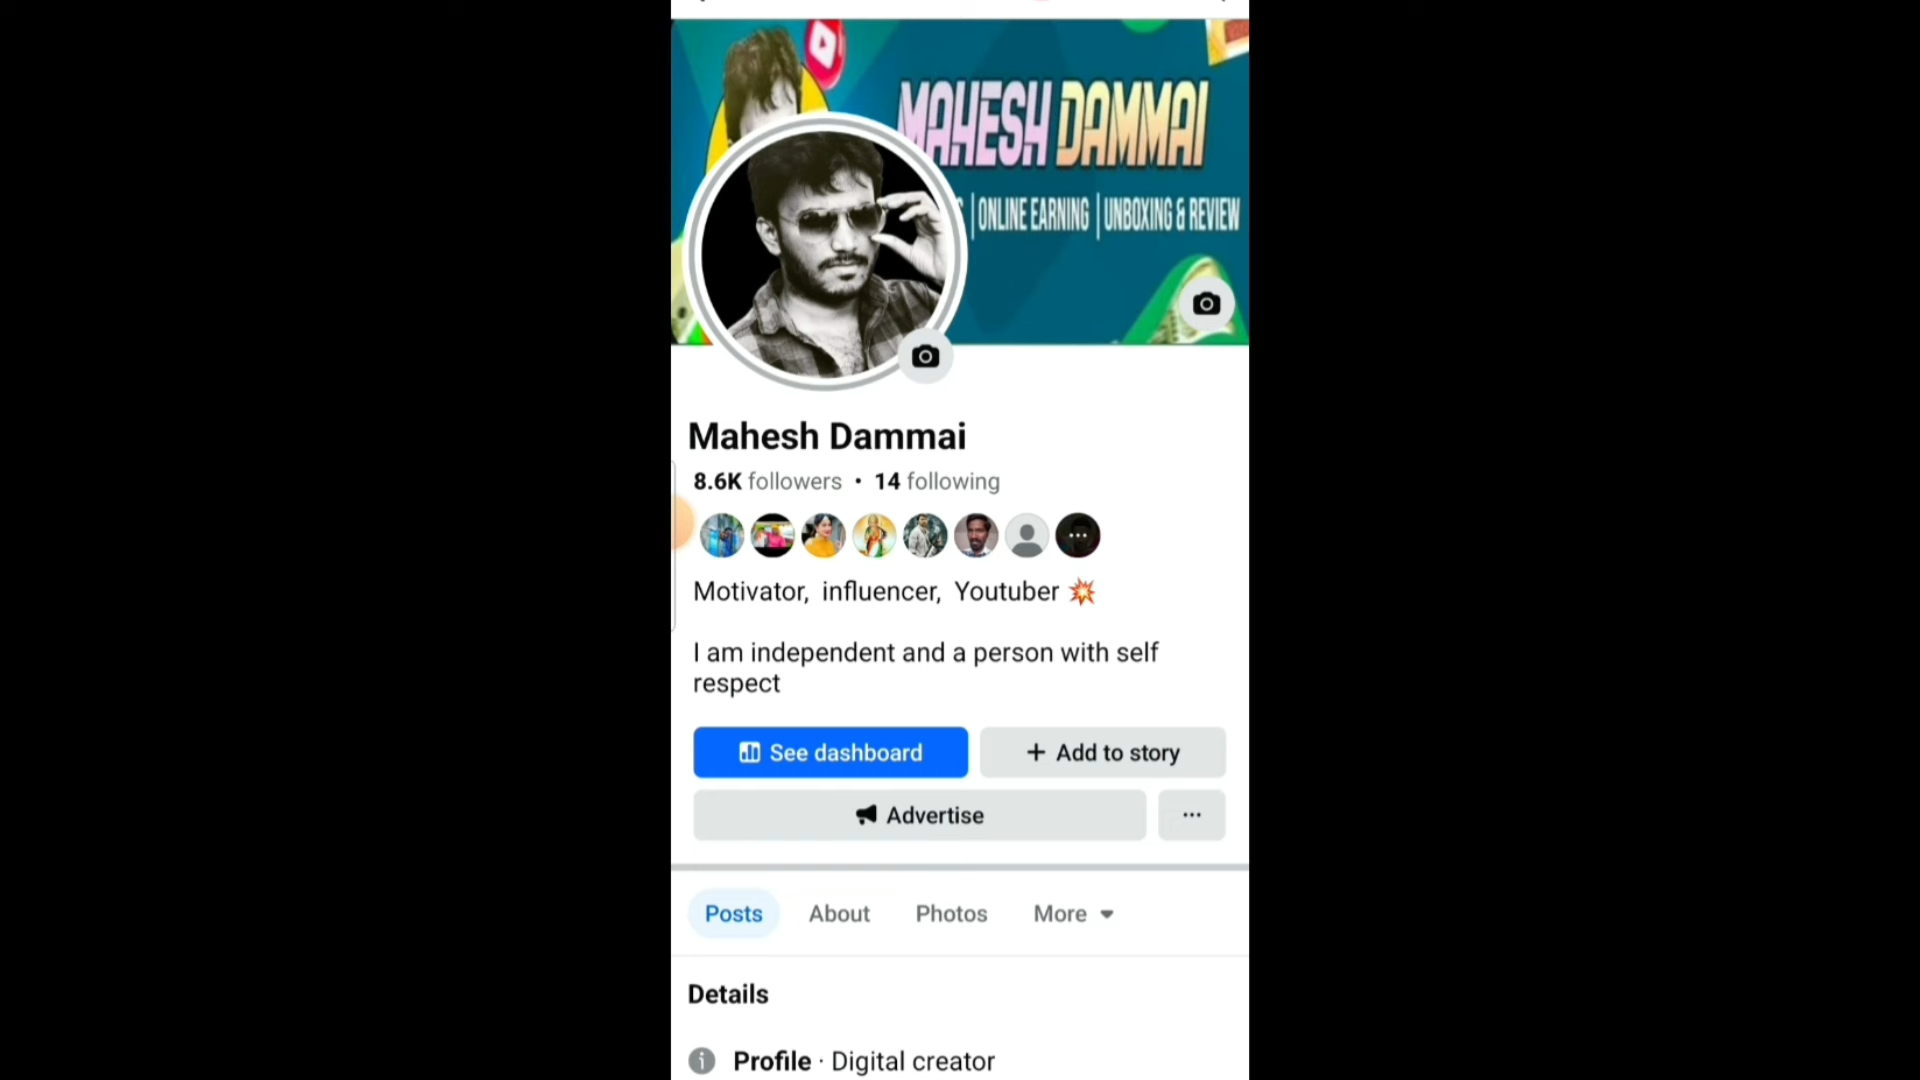 MAHESH DAMMAI
| ONLINE EARNING | UNBOXING & REVIEW
Mahesh Dammai
8.6K followers • 14 following
Motivator, influencer, Youtuber 💥
I am independent and a person with self
respect
See dashboard
+ Add to story
Advertise
Posts
About
Photos
More
Details
Profile · Digital creator